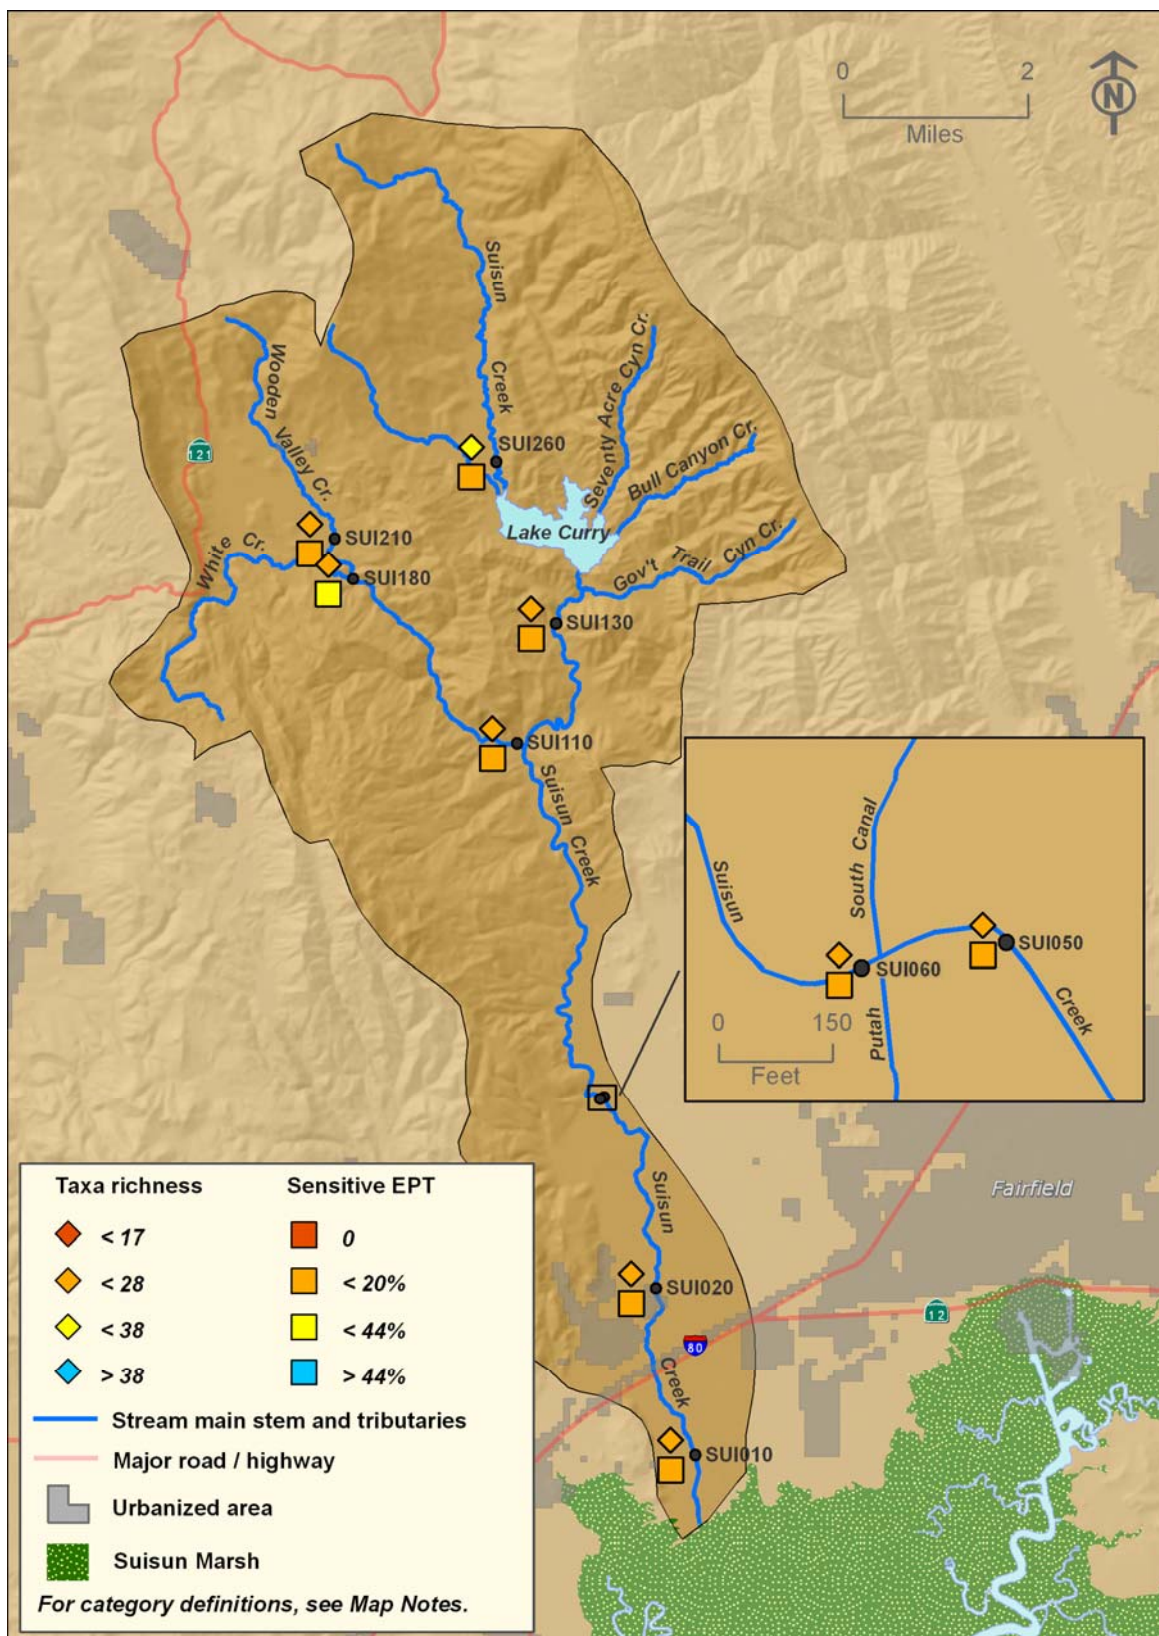 0 2
Miles
N
Suisun
Creek
Seventy Acre Cyn Cr.
Wooden
Valley Cr.
121
SUI260
Bull Canyon Cr.
Lake Curry
SUI210
White Cr.
SUI180
Gov't Trail Cyn Cr.
SUI130
SUI110
Suisun
Creek
South Canal
Suisun
SUI050
SUI060
0 150
Feet
Putah
Creek
Fairfield
Suisun
SUI020
12
80
Creek
SUI010
Taxa richness Sensitive EPT
< 17 0
< 28 < 20%
< 38 < 44%
> 38 > 44%
Stream main stem and tributaries
Major road / highway
Urbanized area
Suisun Marsh
For category definitions, see Map Notes.